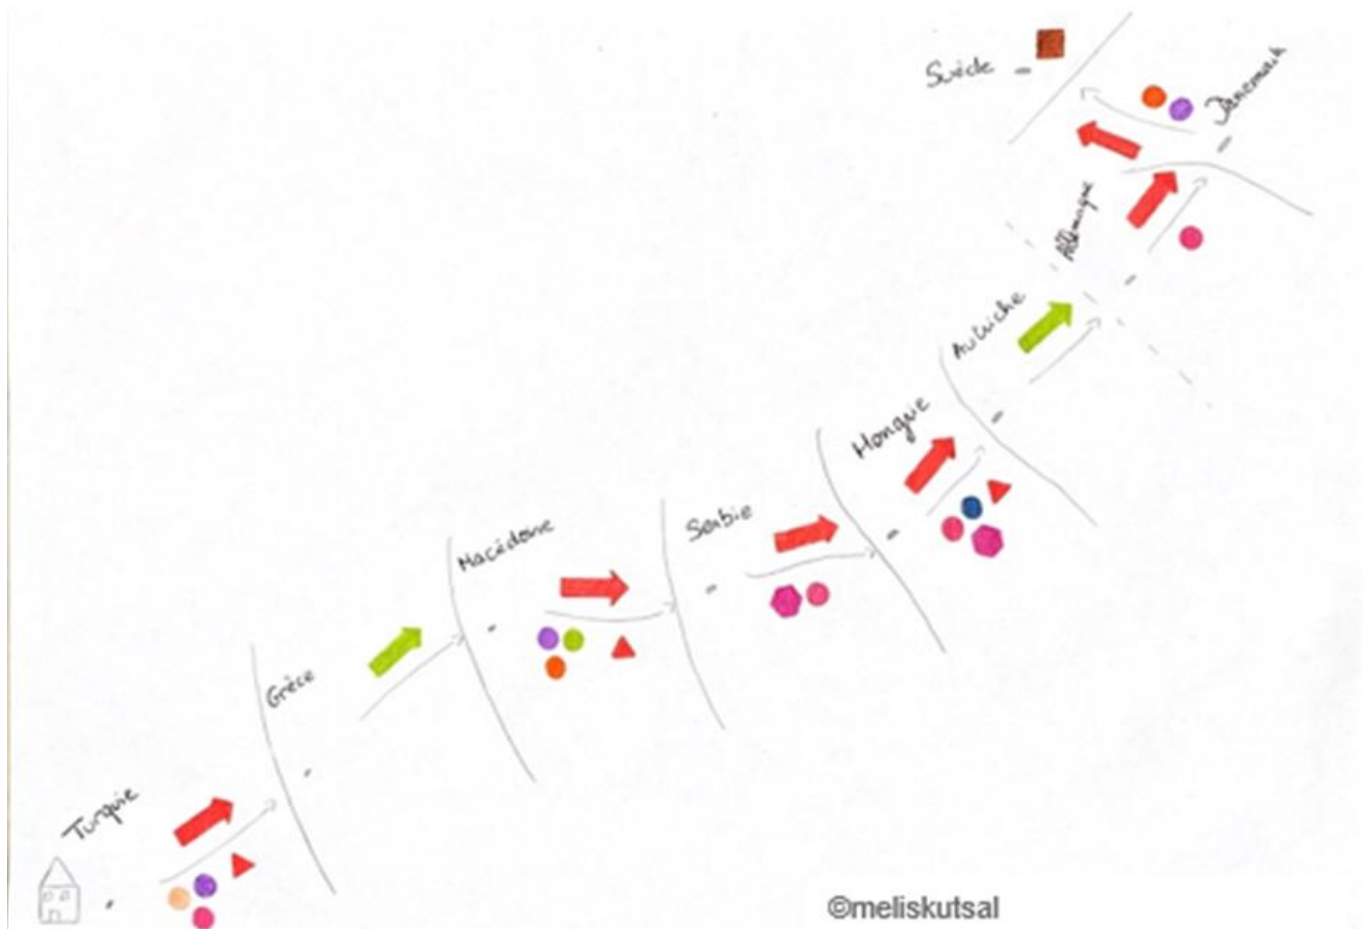 Suède
Danemark
Allemagne
Autriche
Hongrie
Serbie
Macédoine
Grèce
Turquie
©meliskutsal